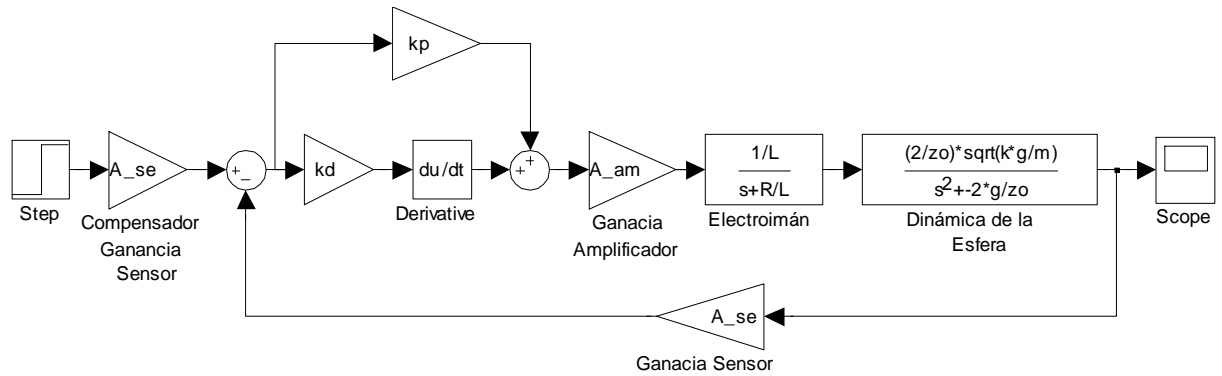 kp
A_se
+
_
kd
du/dt
+
+
A_am
1/L
s+R/L
(2/zo)*sqrt(k*g/m)
s2+-2*g/zo
Step
Compensador
Ganancia
Sensor
Derivative
Ganacia
Amplificador
Electroimán
Dinámica de la
Esfera
Scope
A_se
Ganacia Sensor